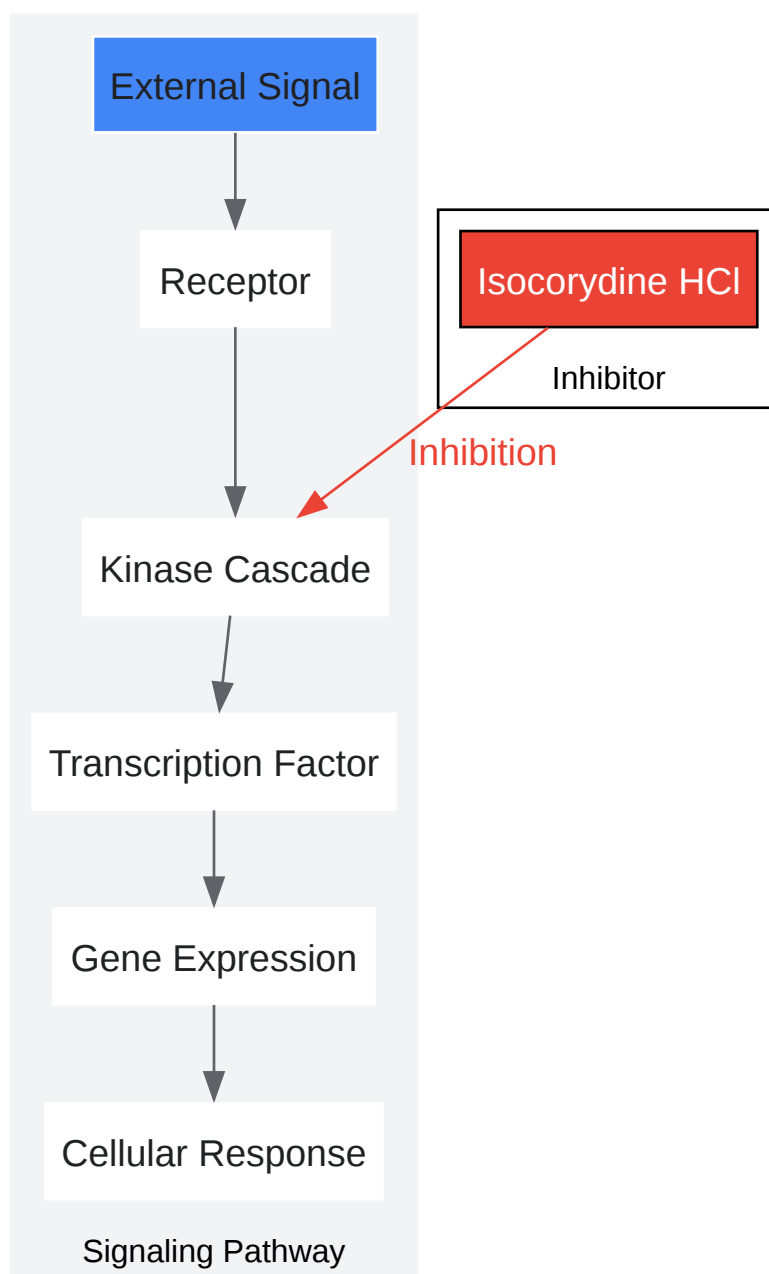 External Signal
Receptor
Isocorydine HCl
Inhibitor
Inhibition
Kinase Cascade
Transcription Factor
Gene Expression
Cellular Response
Signaling Pathway